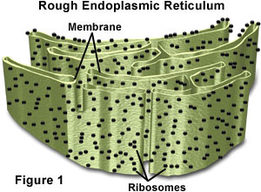 Rough Endoplasmic Reticulum
Membrane
Figure 1
Ribosomes